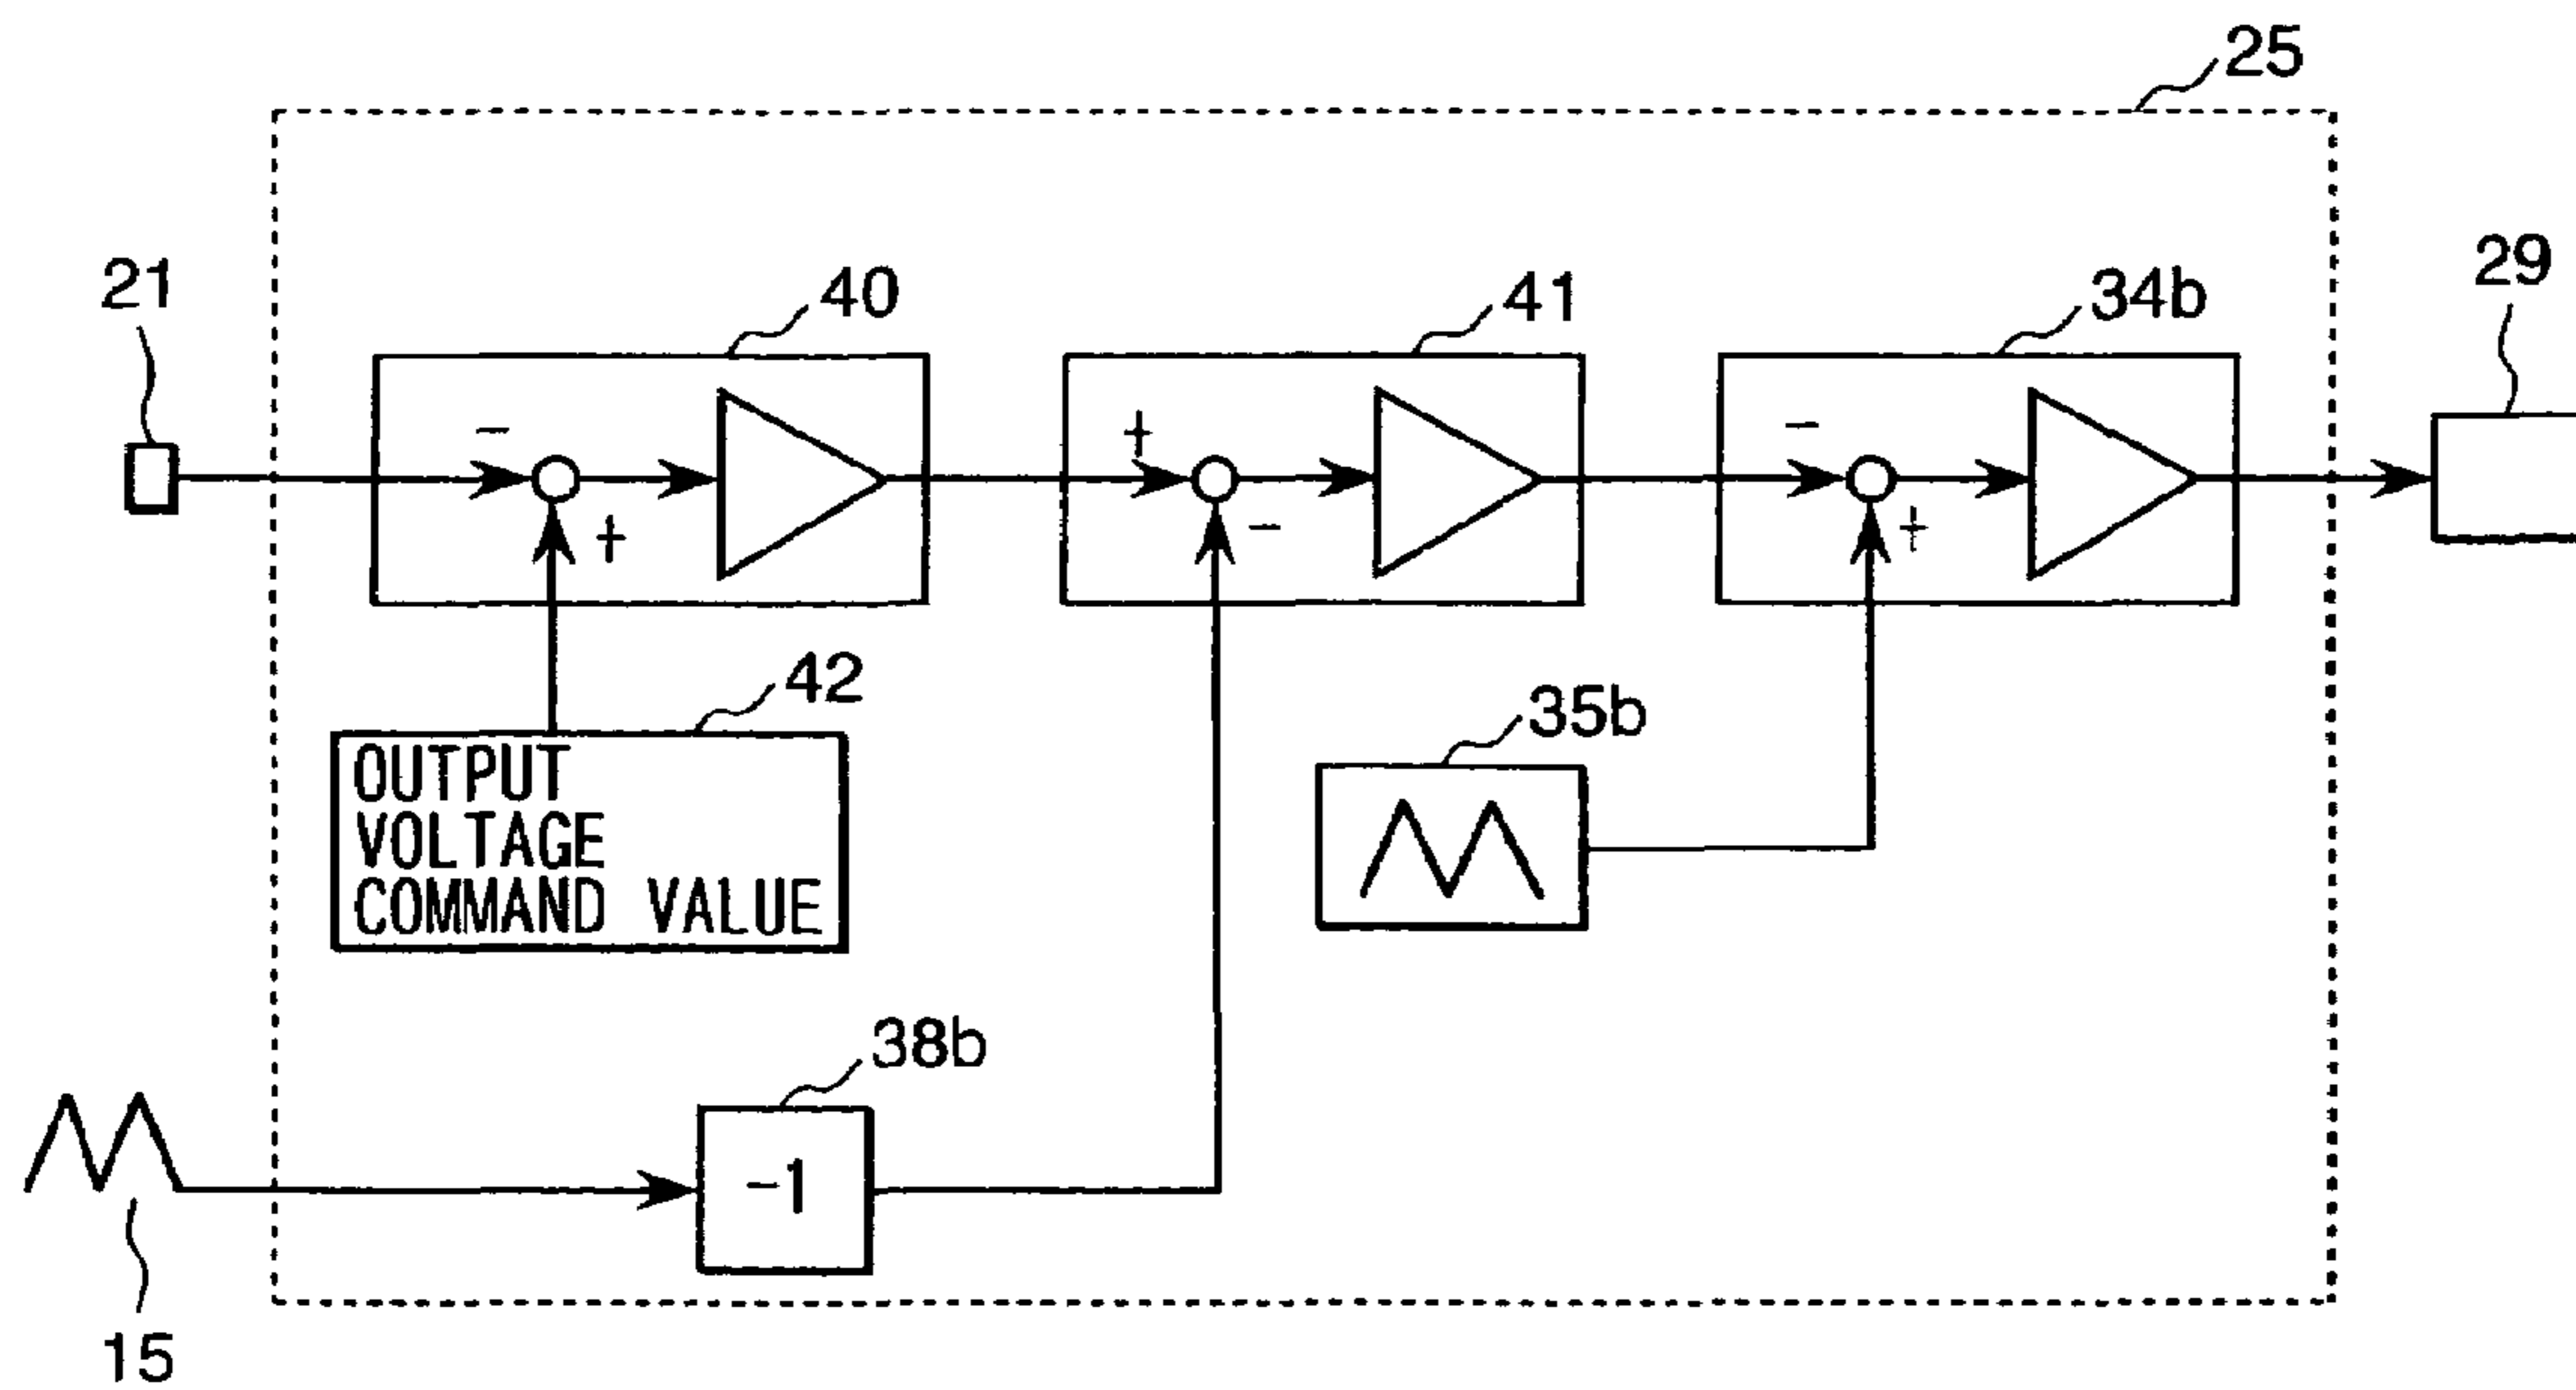 25
21
40
41
34b
29
-
+
-
+
-
+
42
35b
OUTPUT
VOLTAGE
COMMAND VALUE
38b
-1
15